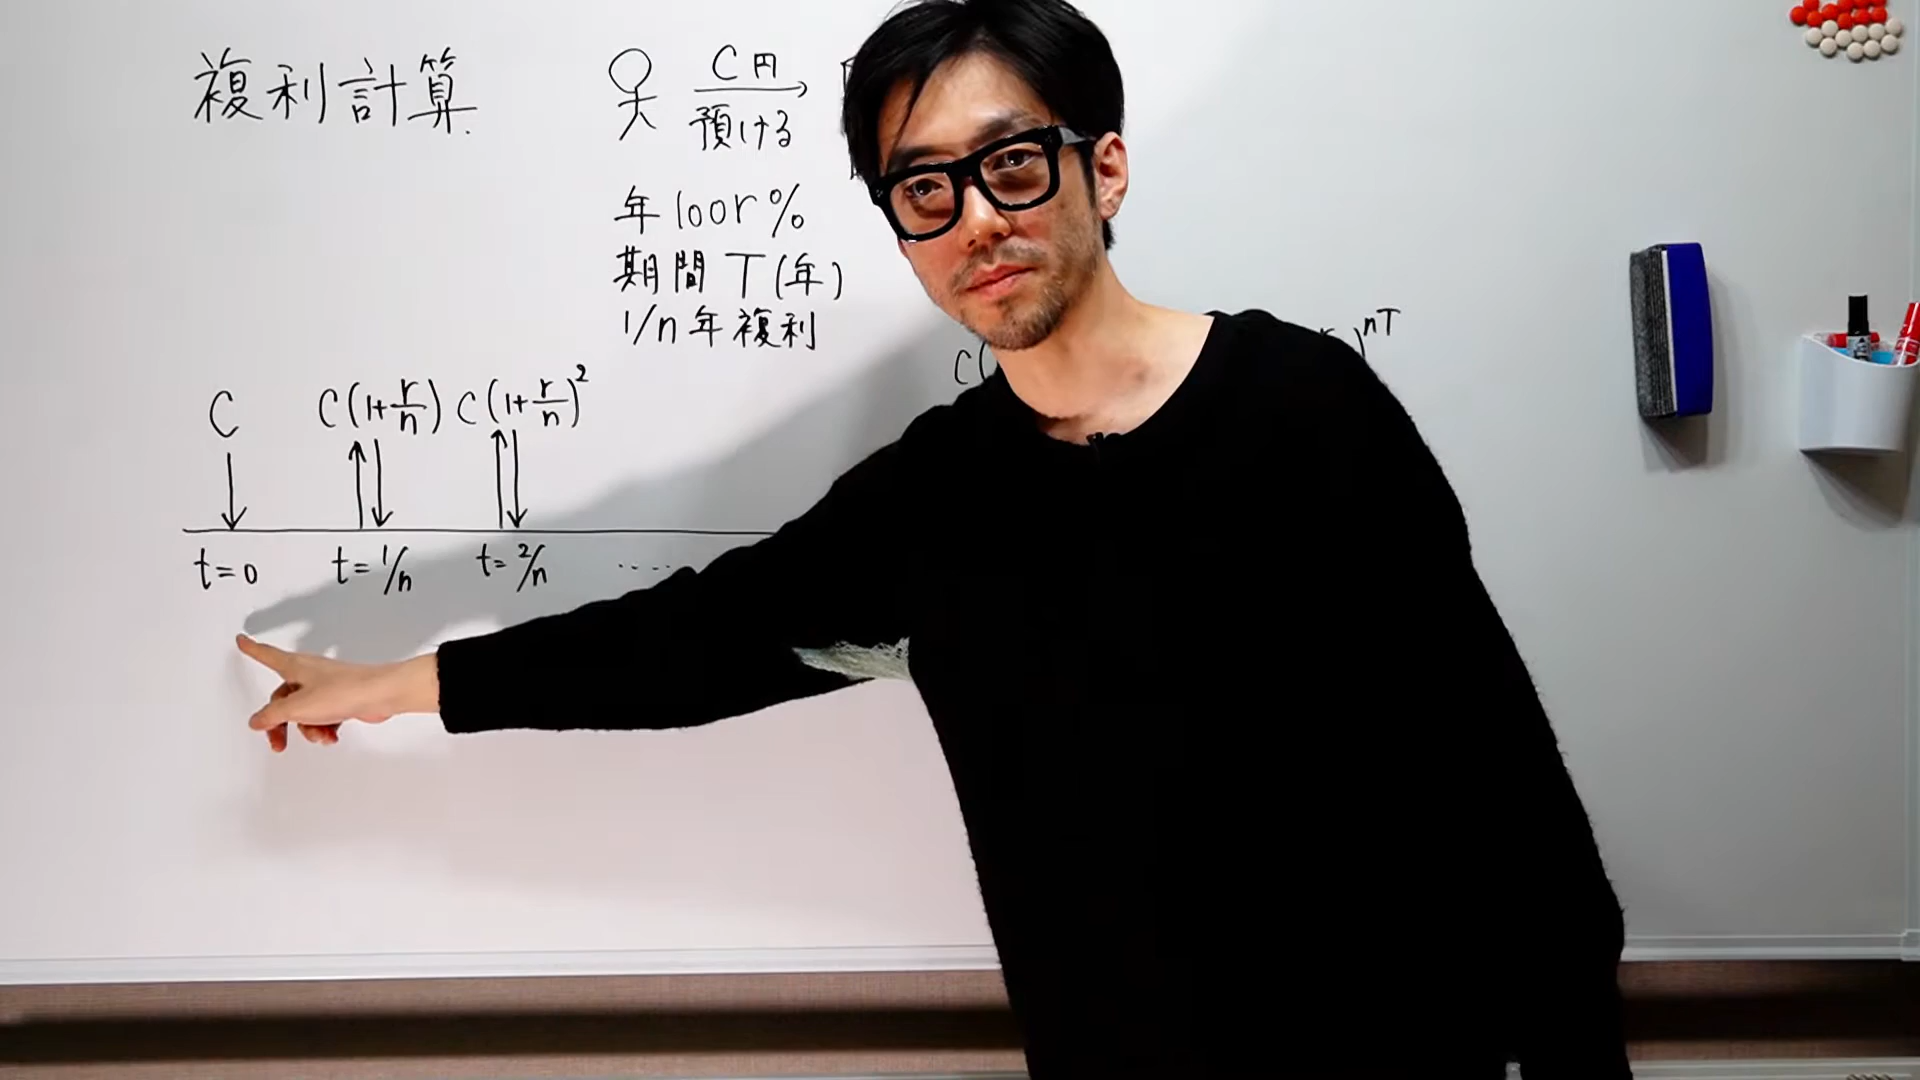 複利計算.
C円
預ける
年100r%
期間 T(年)
1/n年複利
C C(1+r/n) C(1+r/n)²
C( )ⁿᵀ
t=0 t=1/n t=2/n ‥‥